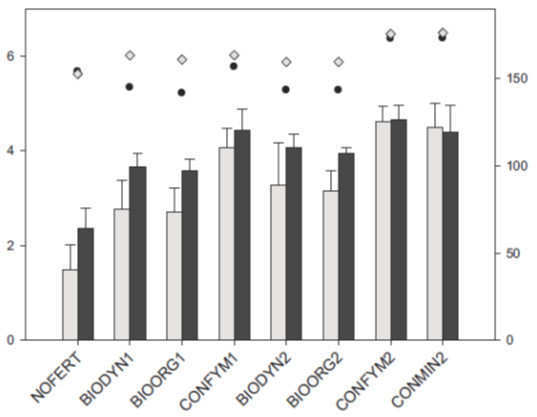 6
4
2
0
150
100
50
0
NOFERT
BIODYN1
BIOORG1
CONFYM1
BIODYN2
BIOORG2
CONFYM2
CONMIN2